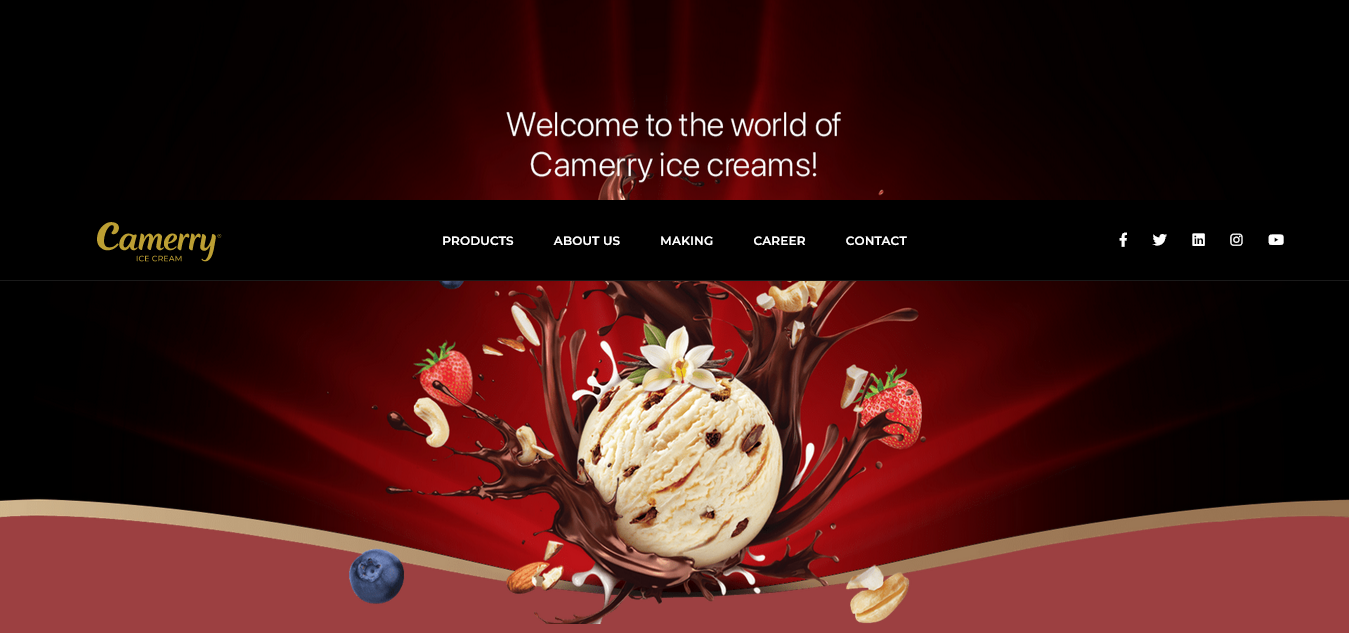 Welcome to the world of
Camerry ice creams!
Camerry
ICE CREAM
PRODUCTS ABOUT US MAKING CAREER CONTACT